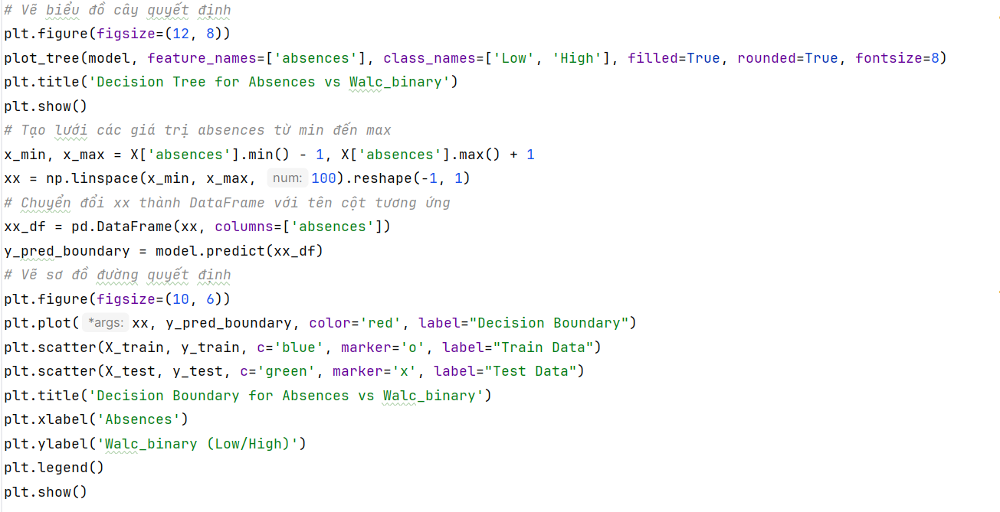 # Vẽ biểu đồ cây quyết định
plt.figure(figsize=(12, 8))
plot_tree(model, feature_names=['absences'], class_names=['Low', 'High'], filled=True, rounded=True, fontsize=8)
plt.title('Decision Tree for Absences vs Walc_binary')
plt.show()
# Tạo lưới các giá trị absences từ min đến max
x_min, x_max = X['absences'].min() - 1, X['absences'].max() + 1
xx = np.linspace(x_min, x_max, num: 100).reshape(-1, 1)
# Chuyển đổi xx thành DataFrame với tên cột tương ứng
xx_df = pd.DataFrame(xx, columns=['absences'])
y_pred_boundary = model.predict(xx_df)
# Vẽ sơ đồ đường quyết định
plt.figure(figsize=(10, 6))
plt.plot( *args: xx, y_pred_boundary, color='red', label="Decision Boundary")
plt.scatter(X_train, y_train, c='blue', marker='o', label="Train Data")
plt.scatter(X_test, y_test, c='green', marker='x', label="Test Data")
plt.title('Decision Boundary for Absences vs Walc_binary')
plt.xlabel('Absences')
plt.ylabel('Walc_binary (Low/High)')
plt.legend()
plt.show()